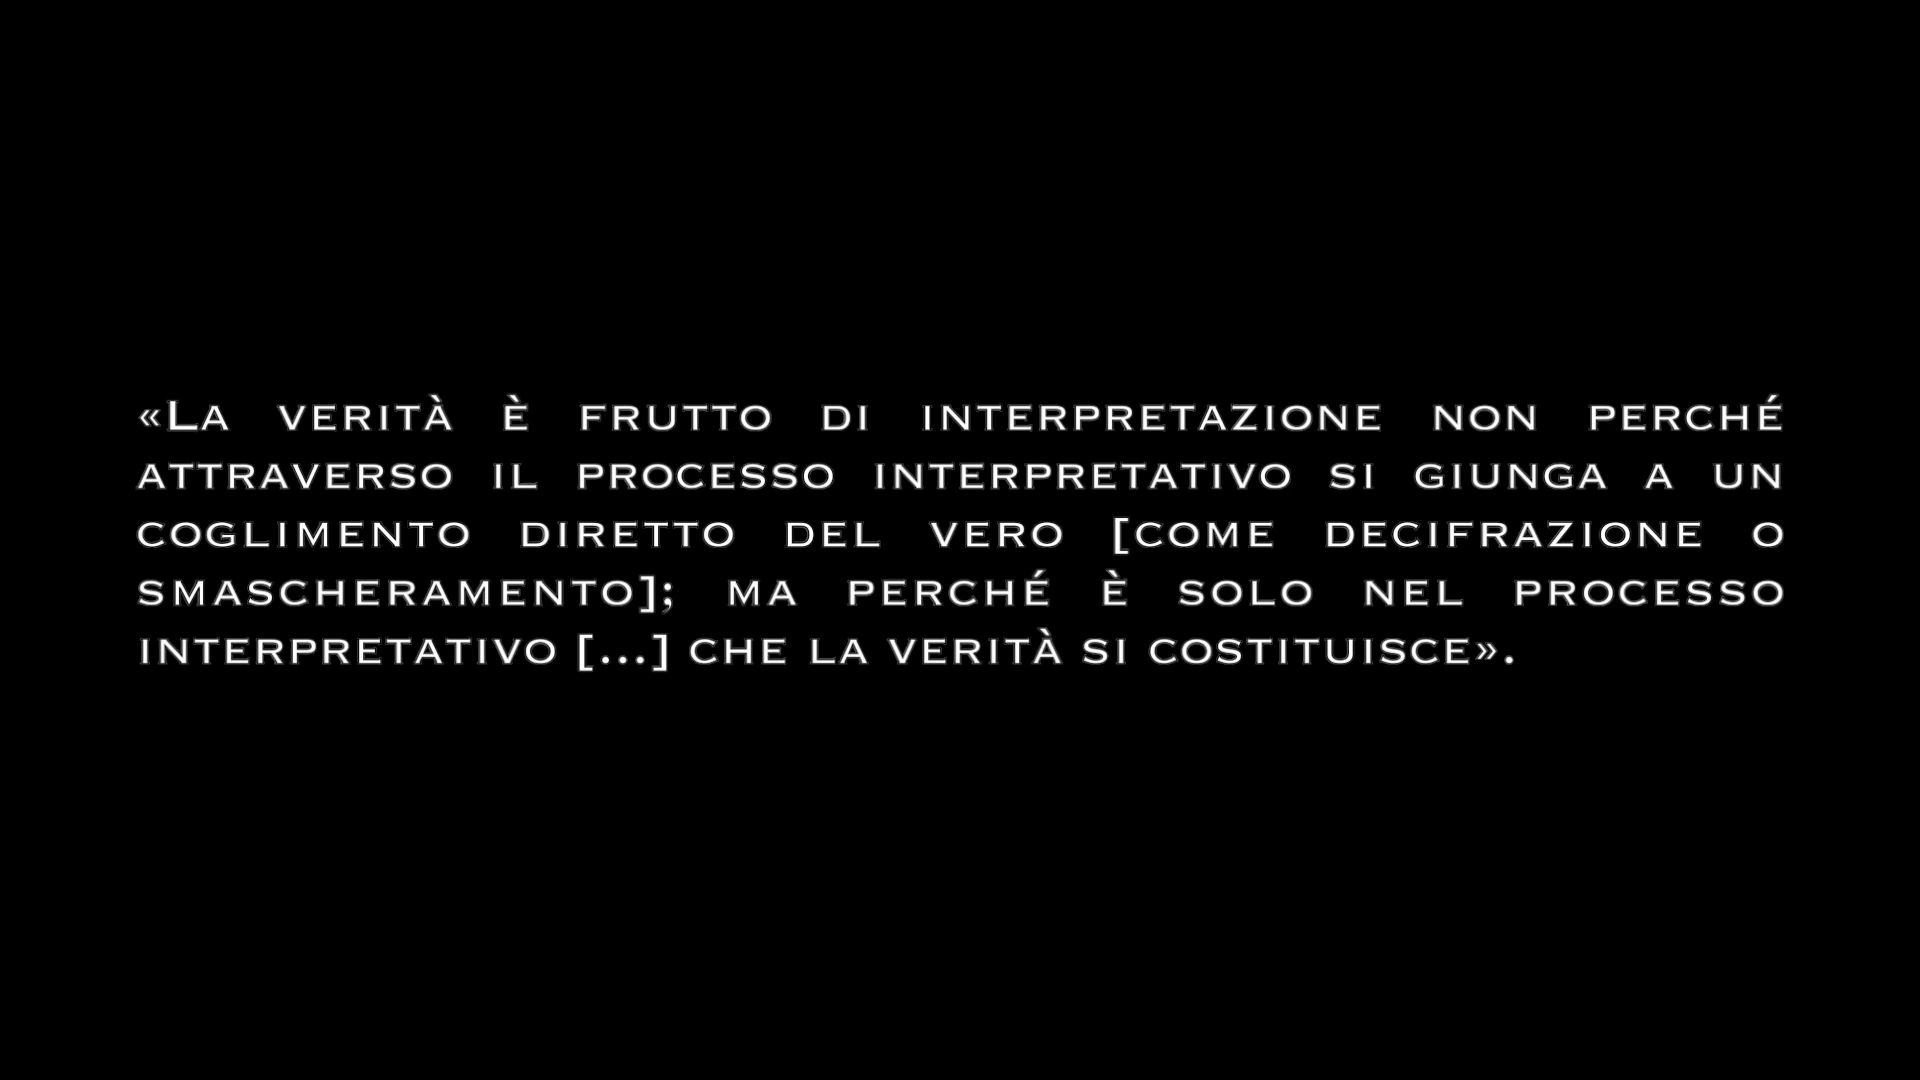 «La verità è frutto di interpretazione non perché
attraverso il processo interpretativo si giunga a un
coglimento diretto del vero [come decifrazione o
smascheramento]; ma perché è solo nel processo
interpretativo [...] che la verità si costituisce».